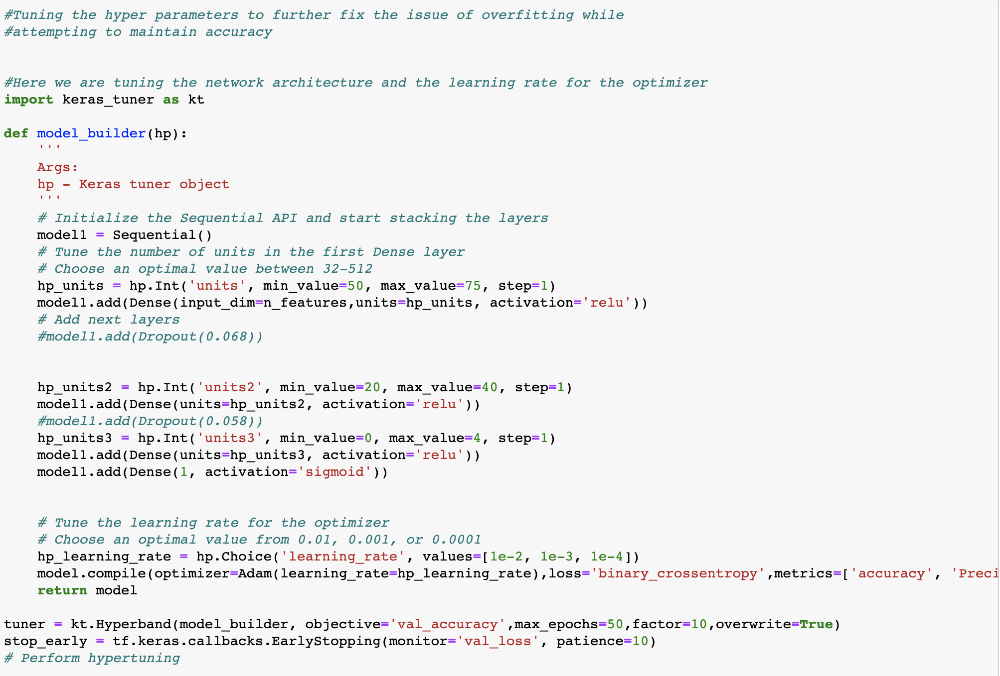 #Tuning the hyper parameters to further fix the issue of overfitting while
#attempting to maintain accuracy
#Here we are tuning the network architecture and the learning rate for the optimizer
import keras_tuner as kt
def model_builder(hp):
    '''
    Args:
    hp - Keras tuner object
    '''
    # Initialize the Sequential API and start stacking the layers
    model1 = Sequential()
    # Tune the number of units in the first Dense layer
    # Choose an optimal value between 32-512
    hp_units = hp.Int('units', min_value=50, max_value=75, step=1)
    model1.add(Dense(input_dim=n_features,units=hp_units, activation='relu'))
    # Add next layers
    #model1.add(Dropout(0.068))
    hp_units2 = hp.Int('units2', min_value=20, max_value=40, step=1)
    model1.add(Dense(units=hp_units2, activation='relu'))
    #model1.add(Dropout(0.058))
    hp_units3 = hp.Int('units3', min_value=0, max_value=4, step=1)
    model1.add(Dense(units=hp_units3, activation='relu'))
    model1.add(Dense(1, activation='sigmoid'))
    # Tune the learning rate for the optimizer
    # Choose an optimal value from 0.01, 0.001, or 0.0001
    hp_learning_rate = hp.Choice('learning_rate', values=[1e-2, 1e-3, 1e-4])
    model.compile(optimizer=Adam(learning_rate=hp_learning_rate),loss='binary_crossentropy',metrics=['accuracy', 'Preci
    return model
tuner = kt.Hyperband(model_builder, objective='val_accuracy',max_epochs=50,factor=10,overwrite=True)
stop_early = tf.keras.callbacks.EarlyStopping(monitor='val_loss', patience=10)
# Perform hypertuning